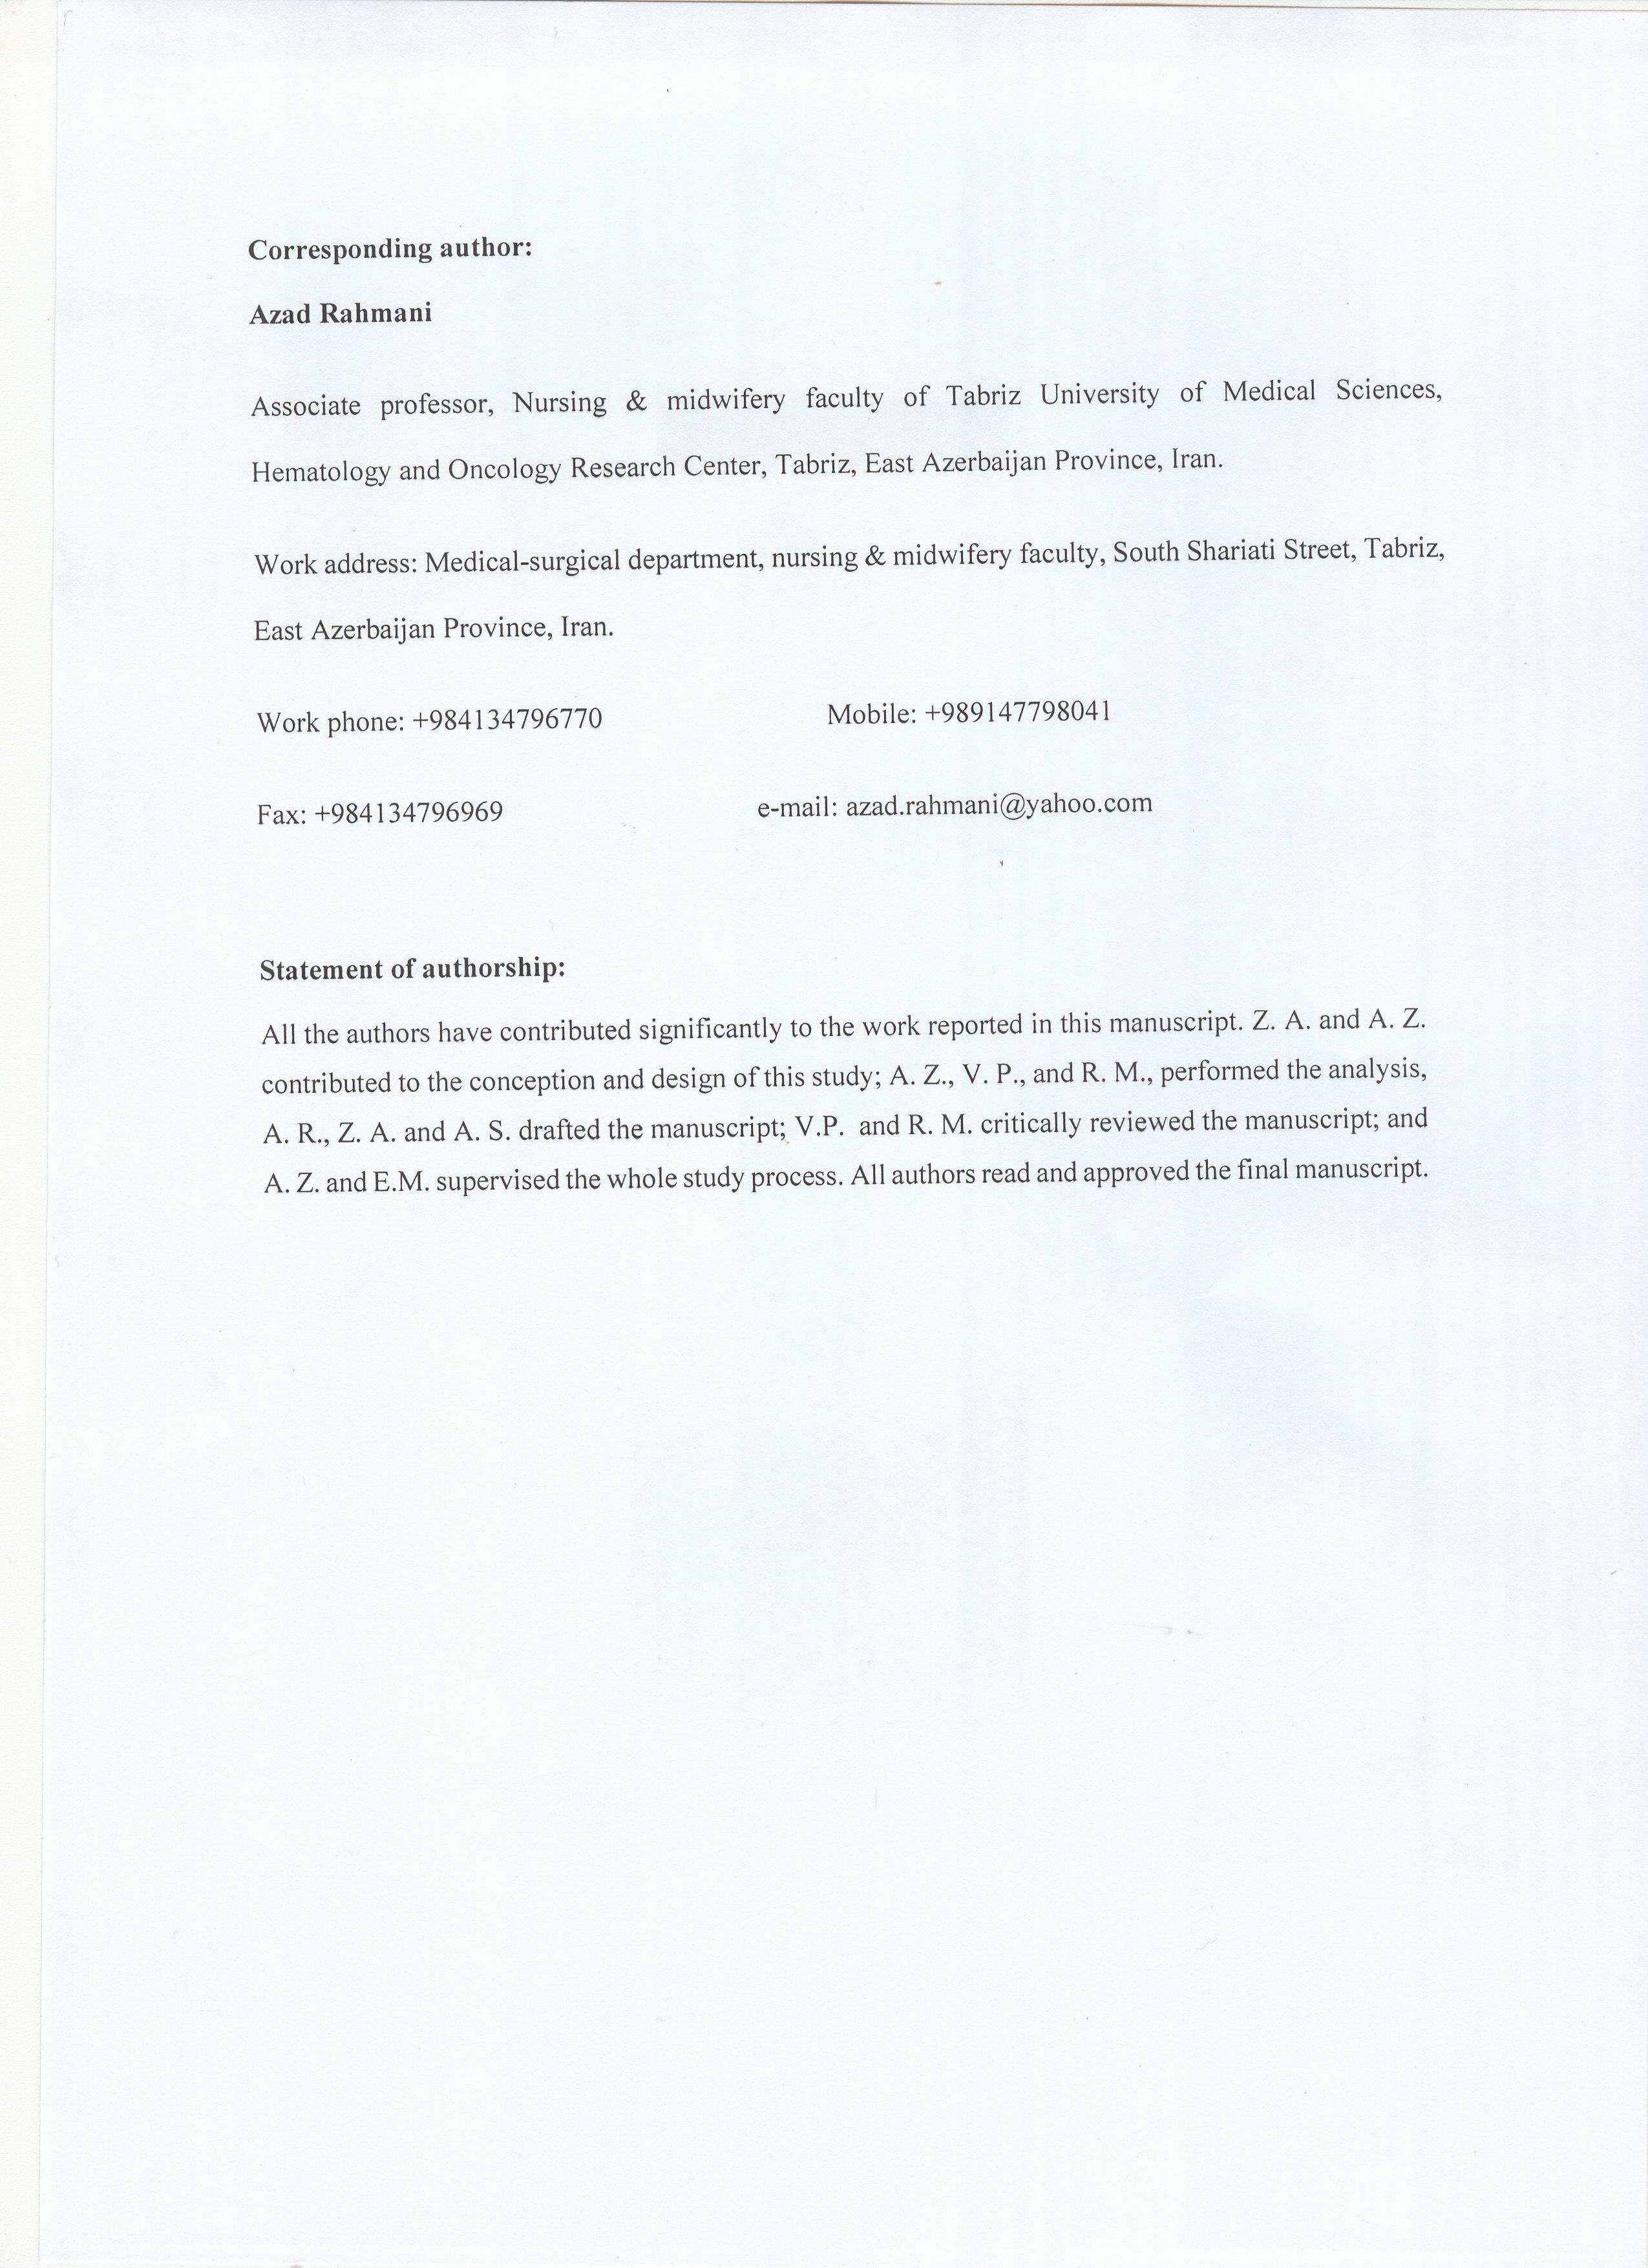 Corresponding author:
Azad Rahmani
Associate professor, Nursing & midwifery faculty of Tabriz University of Medical Sciences,
Hematology and Oncology Research Center, Tabriz, East Azerbaijan Province, Iran.
Work address: Medical-surgical department, nursing & midwifery faculty, South Shariati Street, Tabriz,
East Azerbaijan Province, Iran.
Work phone: +984134796770 Mobile: +989147798041
Fax: +984134796969 e-mail: azad.rahmani@yahoo.com
Statement of authorship:
All the authors have contributed significantly to the work reported in this manuscript. Z. A. and A. Z.
contributed to the conception and design of this study; A. Z., V. P., and R. M., performed the analysis,
A. R., Z. A. and A. S. drafted the manuscript; V.P. and R. M. critically reviewed the manuscript; and
A. Z. and E.M. supervised the whole study process. All authors read and approved the final manuscript.